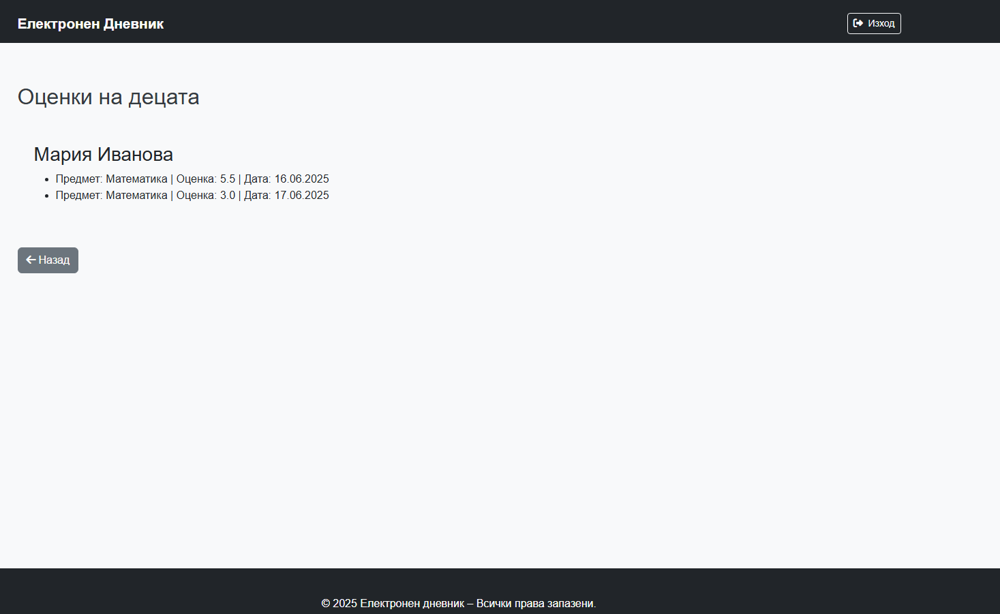 Електронен Дневник
Изход
Оценки на децата
Мария Иванова
Предмет: Математика | Оценка: 5.5 | Дата: 16.06.2025
Предмет: Математика | Оценка: 3.0 | Дата: 17.06.2025
Назад
© 2025 Електронен дневник – Всички права запазени.